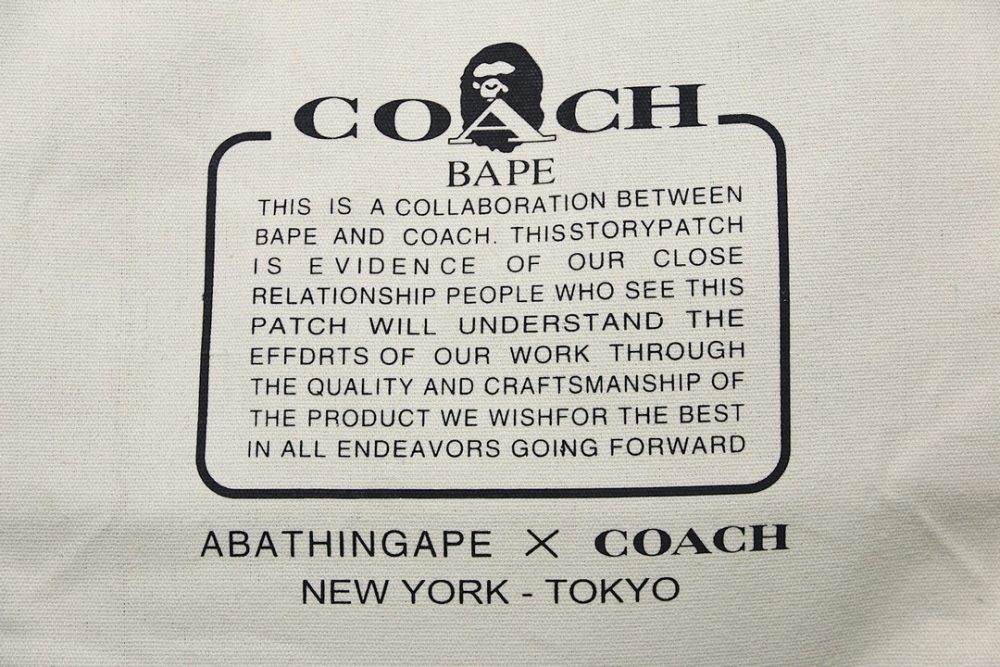 COACH
BAPE
THIS IS A COLLABORATION BETWEEN
BAPE AND COACH. THISSTORYPATCH
IS EVIDENCE OF OUR CLOSE
RELATIONSHIP PEOPLE WHO SEE THIS
PATCH WILL UNDERSTAND THE
EFFDRTS OF OUR WORK THROUGH
THE QUALITY AND CRAFTSMANSHIP OF
THE PRODUCT WE WISHFOR THE BEST
IN ALL ENDEAVORS GOING FORWARD
ABATHINGAPE X COACH
NEW YORK - TOKYO